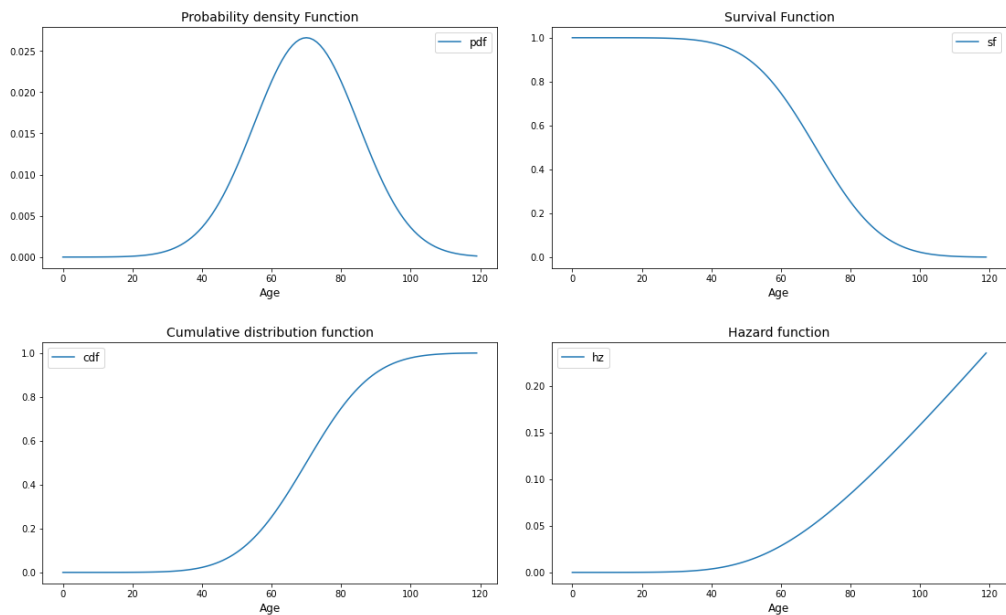 Probability density Function
pdf
0.025
0.020
0.015
0.010
0.005
0.000
0 20 40 60 80 100 120
Age
Survival Function
sf
1.0
0.8
0.6
0.4
0.2
0.0
0 20 40 60 80 100 120
Age
Cumulative distribution function
cdf
1.0
0.8
0.6
0.4
0.2
0.0
0 20 40 60 80 100 120
Age
Hazard function
hz
0.20
0.15
0.10
0.05
0.00
0 20 40 60 80 100 120
Age